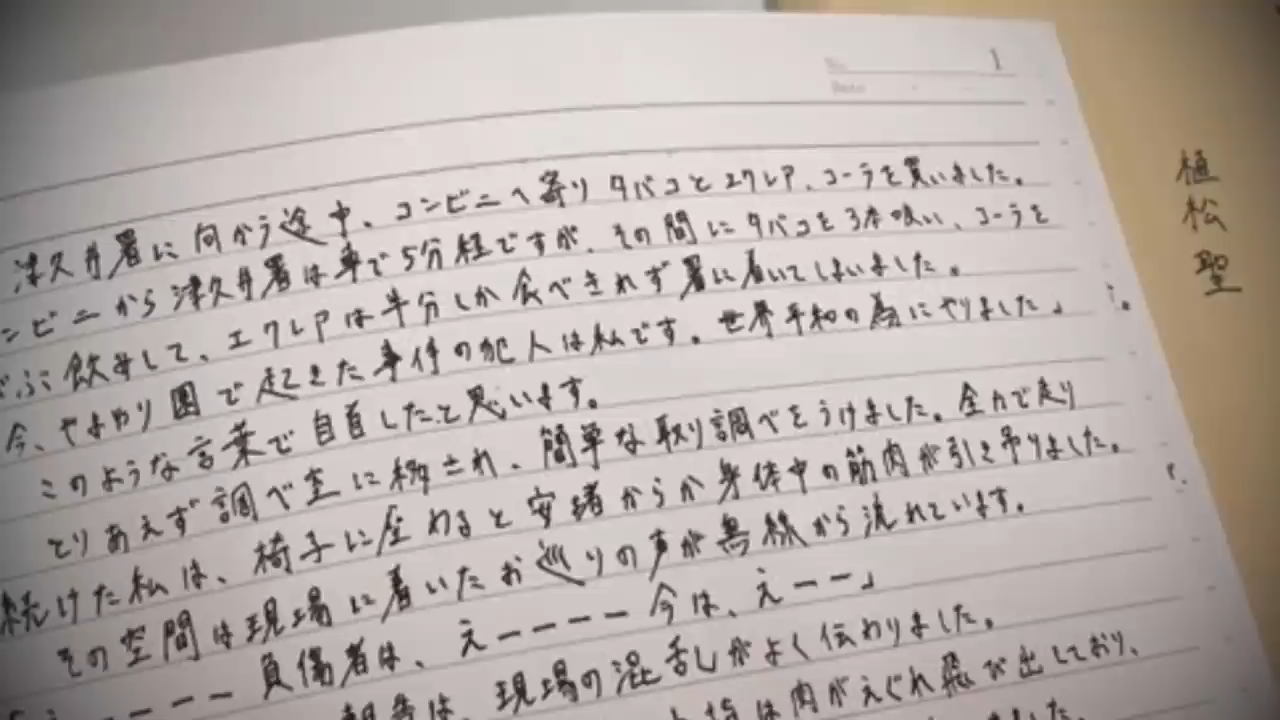 No. 1
Date
津久井署に向かう途中、コンビニへ寄りタバコとエクレア、コーラを買いました。
ンビニから津久井署は車で5分程ですが、その間にタバコを3本吸い、コーラを
ぶ飲みして、エクレアは半分しか食べきれず署に着いてしまいました。
今、やまゆり園で起きた事件の犯人は私です。世界平和の為にやりました」
このような言葉で自首したと思います。
とりあえず調べ室に移され、簡単な取り調べをうけました。全力で走り
続けた私は、椅子に座わると安堵からか身体中の筋肉が引き吊りました。
その空間は現場に着いたお巡りの声が無線から流れています。
ーーー負傷者は、えーーーー今は、えーー」
は、現場の混乱しがよく伝わりました。
は肉がえぐれ飛び出しており、
ました。
植松聖